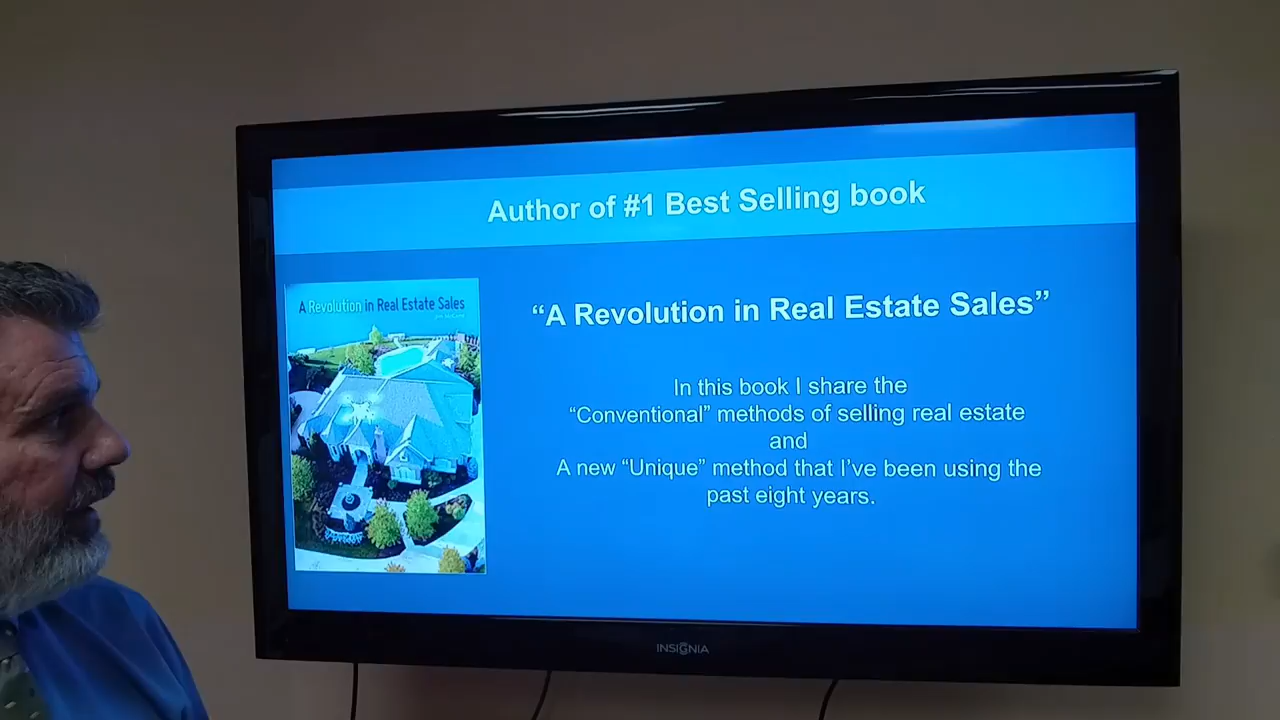 Author of #1 Best Selling book
A Revolution in Real Estate Sales
“A Revolution in Real Estate Sales”
In this book I share the
“Conventional” methods of selling real estate
and
A new “Unique” method that I’ve been using the
past eight years.
INSIGNIA